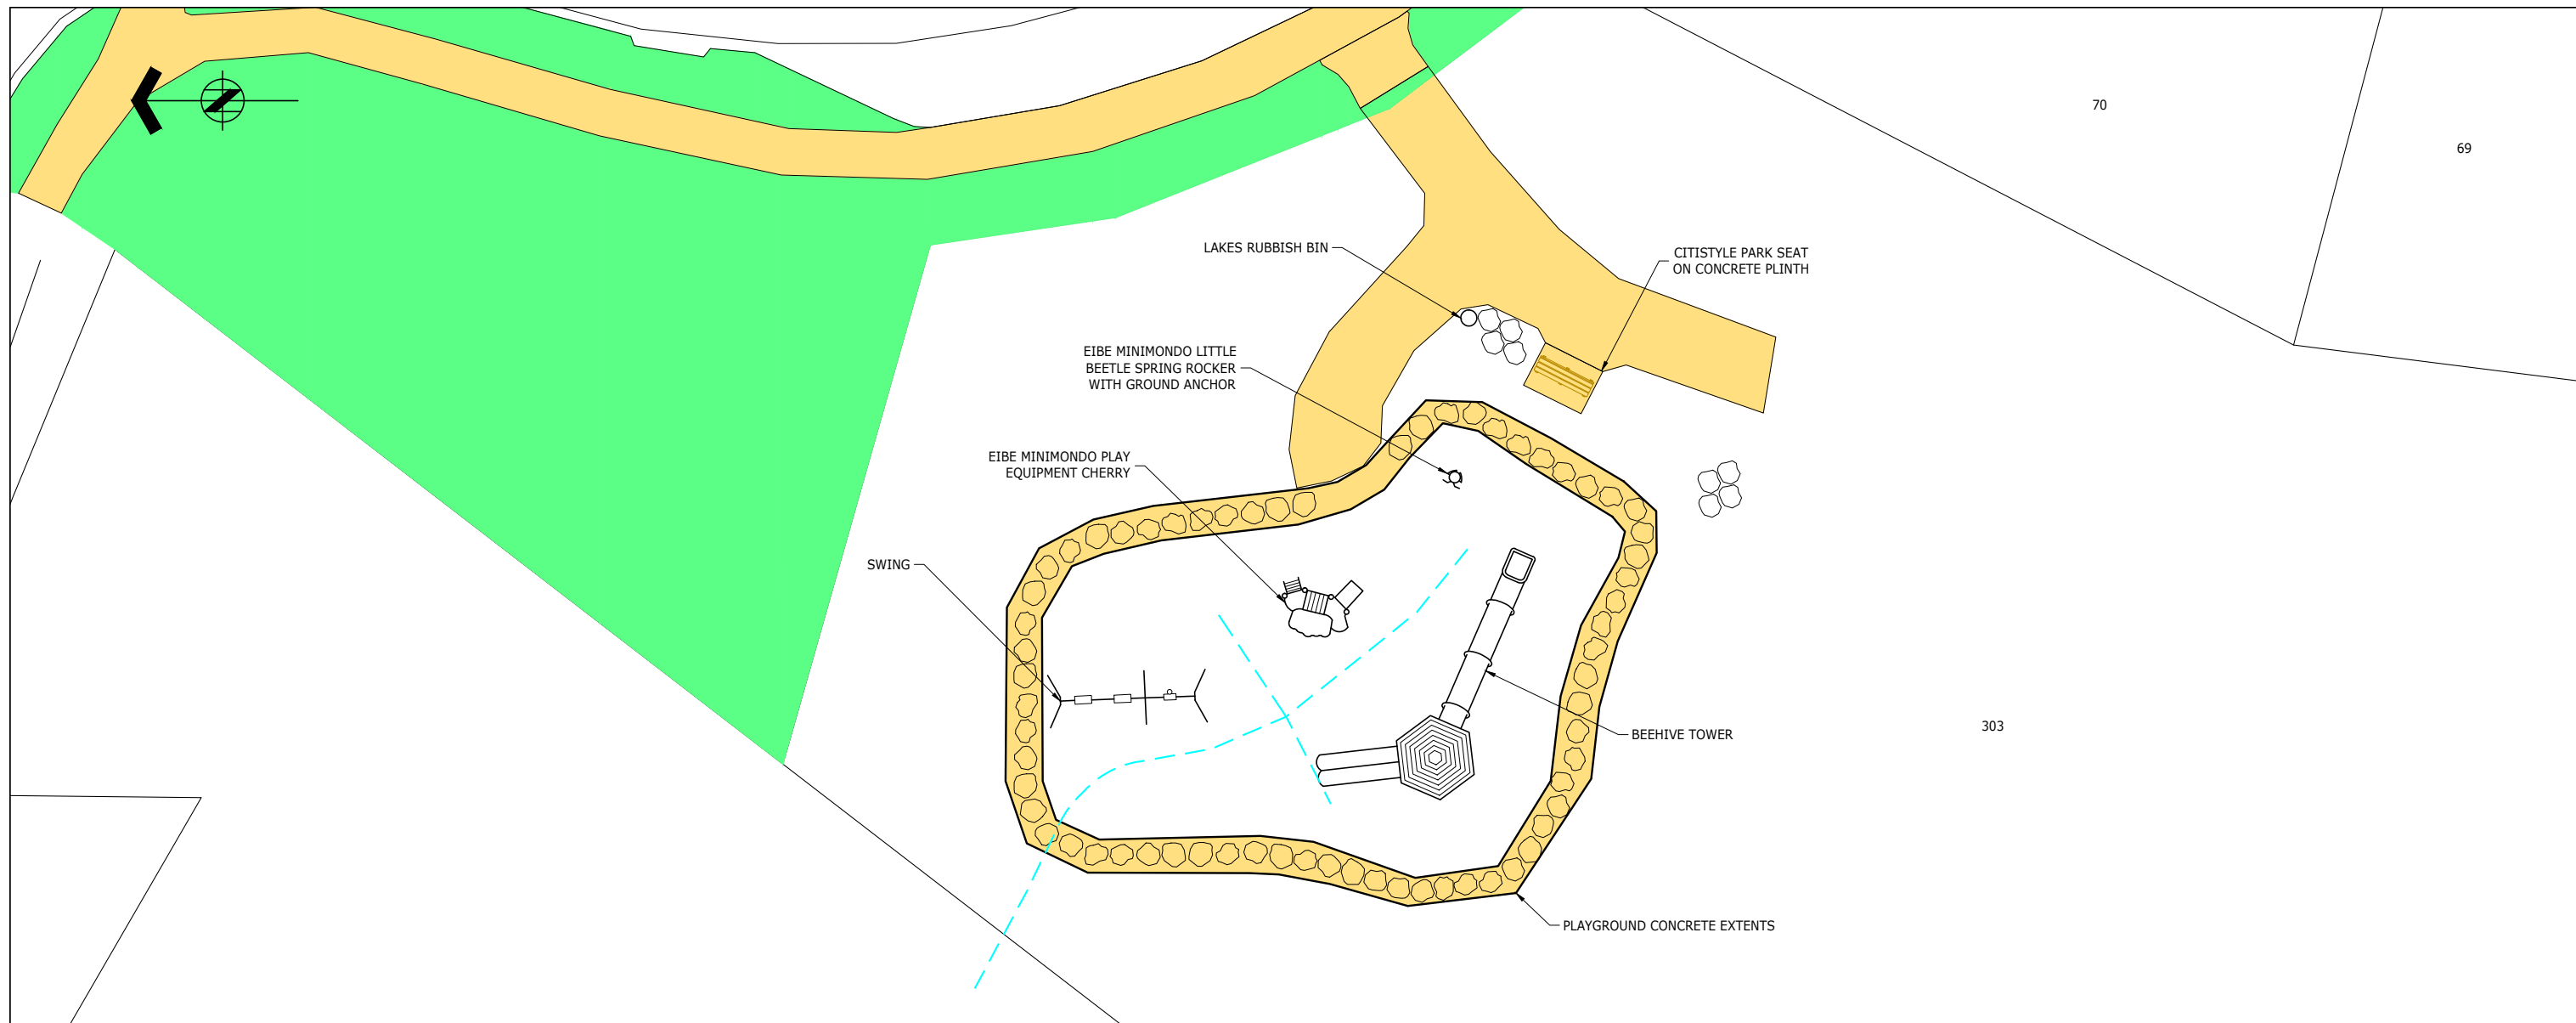 70
69
LAKES RUBBISH BIN
CITISTYLE PARK SEAT
ON CONCRETE PLINTH
EIBE MINIMONDO LITTLE
BEETLE SPRING ROCKER
WITH GROUND ANCHOR
EIBE MINIMONDO PLAY
EQUIPMENT CHERRY
SWING
303
BEEHIVE TOWER
PLAYGROUND CONCRETE EXTENTS